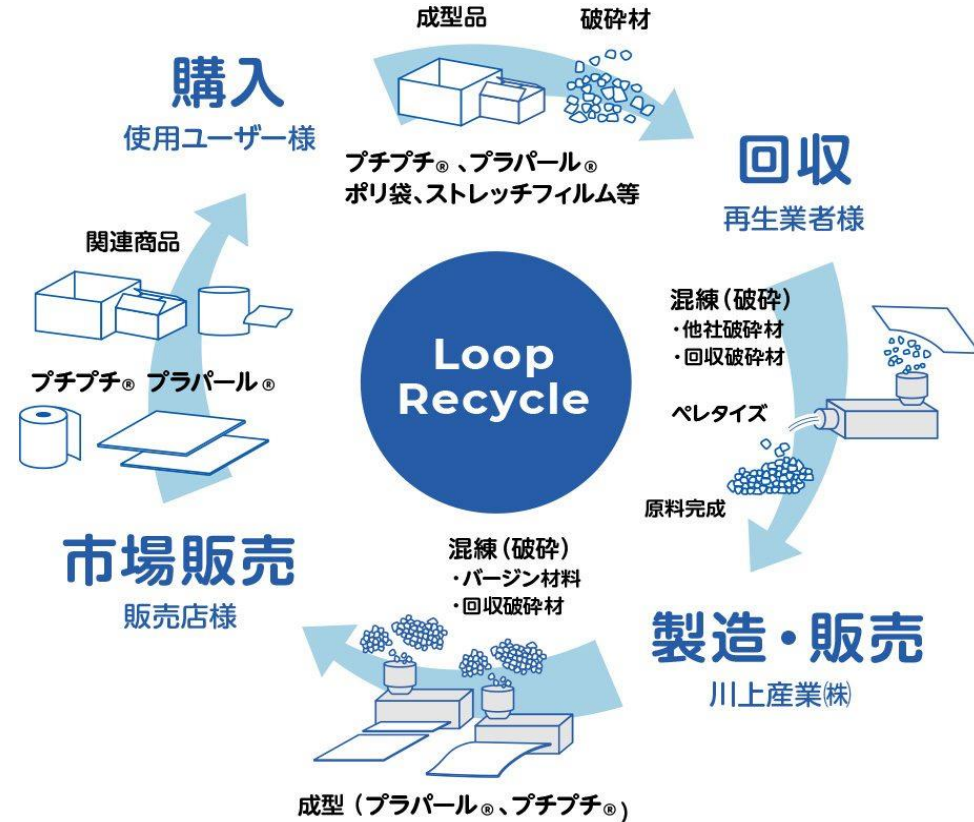 成型品
破砕材
購入
使用ユーザー様
プチプチ®、プラパール®
ポリ袋、ストレッチフィルム等
回収
再生業者様
混練（破砕）
・他社破砕材
・回収破砕材
ペレタイズ
原料完成
製造・販売
川上産業㈱
混練（破砕）
・バージン材料
・回収破砕材
成型（プラパール®、プチプチ®）
市場販売
販売店様
関連商品
プチプチ® プラパール®
Loop
Recycle